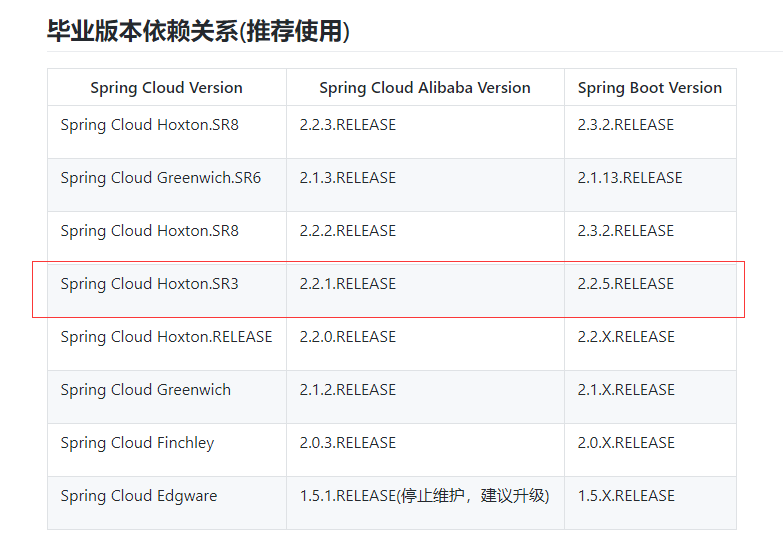 毕业版本依赖关系(推荐使用)
Spring Cloud Version Spring Cloud Alibaba Version Spring Boot Version
Spring Cloud Hoxton.SR8 2.2.3.RELEASE 2.3.2.RELEASE
Spring Cloud Greenwich.SR6 2.1.3.RELEASE 2.1.13.RELEASE
Spring Cloud Hoxton.SR8 2.2.2.RELEASE 2.3.2.RELEASE
Spring Cloud Hoxton.SR3 2.2.1.RELEASE 2.2.5.RELEASE
Spring Cloud Hoxton.RELEASE 2.2.0.RELEASE 2.2.X.RELEASE
Spring Cloud Greenwich 2.1.2.RELEASE 2.1.X.RELEASE
Spring Cloud Finchley 2.0.3.RELEASE 2.0.X.RELEASE
Spring Cloud Edgware 1.5.1.RELEASE(停止维护，建议升级) 1.5.X.RELEASE